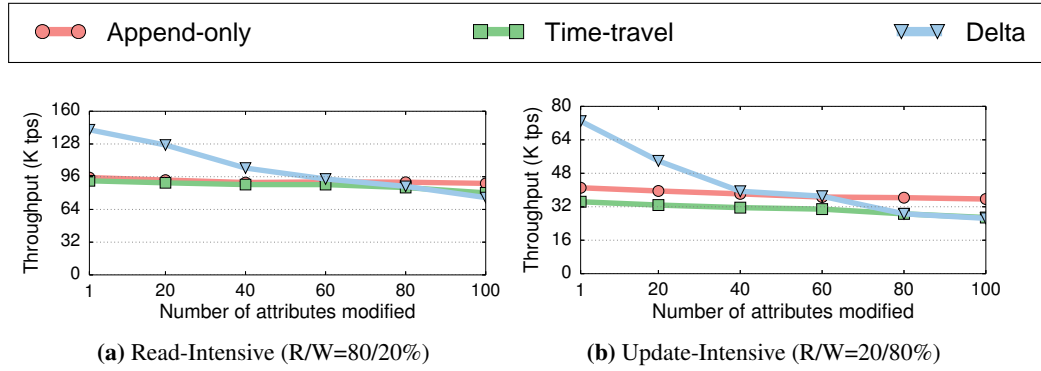 Append-only Time-travel Delta
Throughput (K tps)
160
128
96
64
32
0
1 20 40 60 80 100
Number of attributes modified
(a) Read-Intensive (R/W=80/20%)
Throughput (K tps)
80
64
48
32
16
0
1 20 40 60 80 100
Number of attributes modified
(b) Update-Intensive (R/W=20/80%)